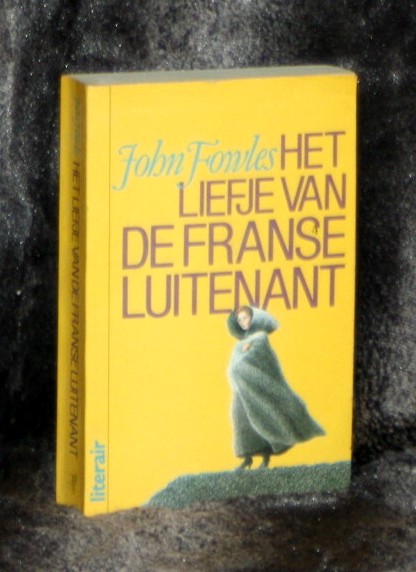 John Fowles HET
LIEFJE VAN
DE FRANSE
LUITENANT
literair
HET LIEFJE VAN DE FRANSE LUITENANT